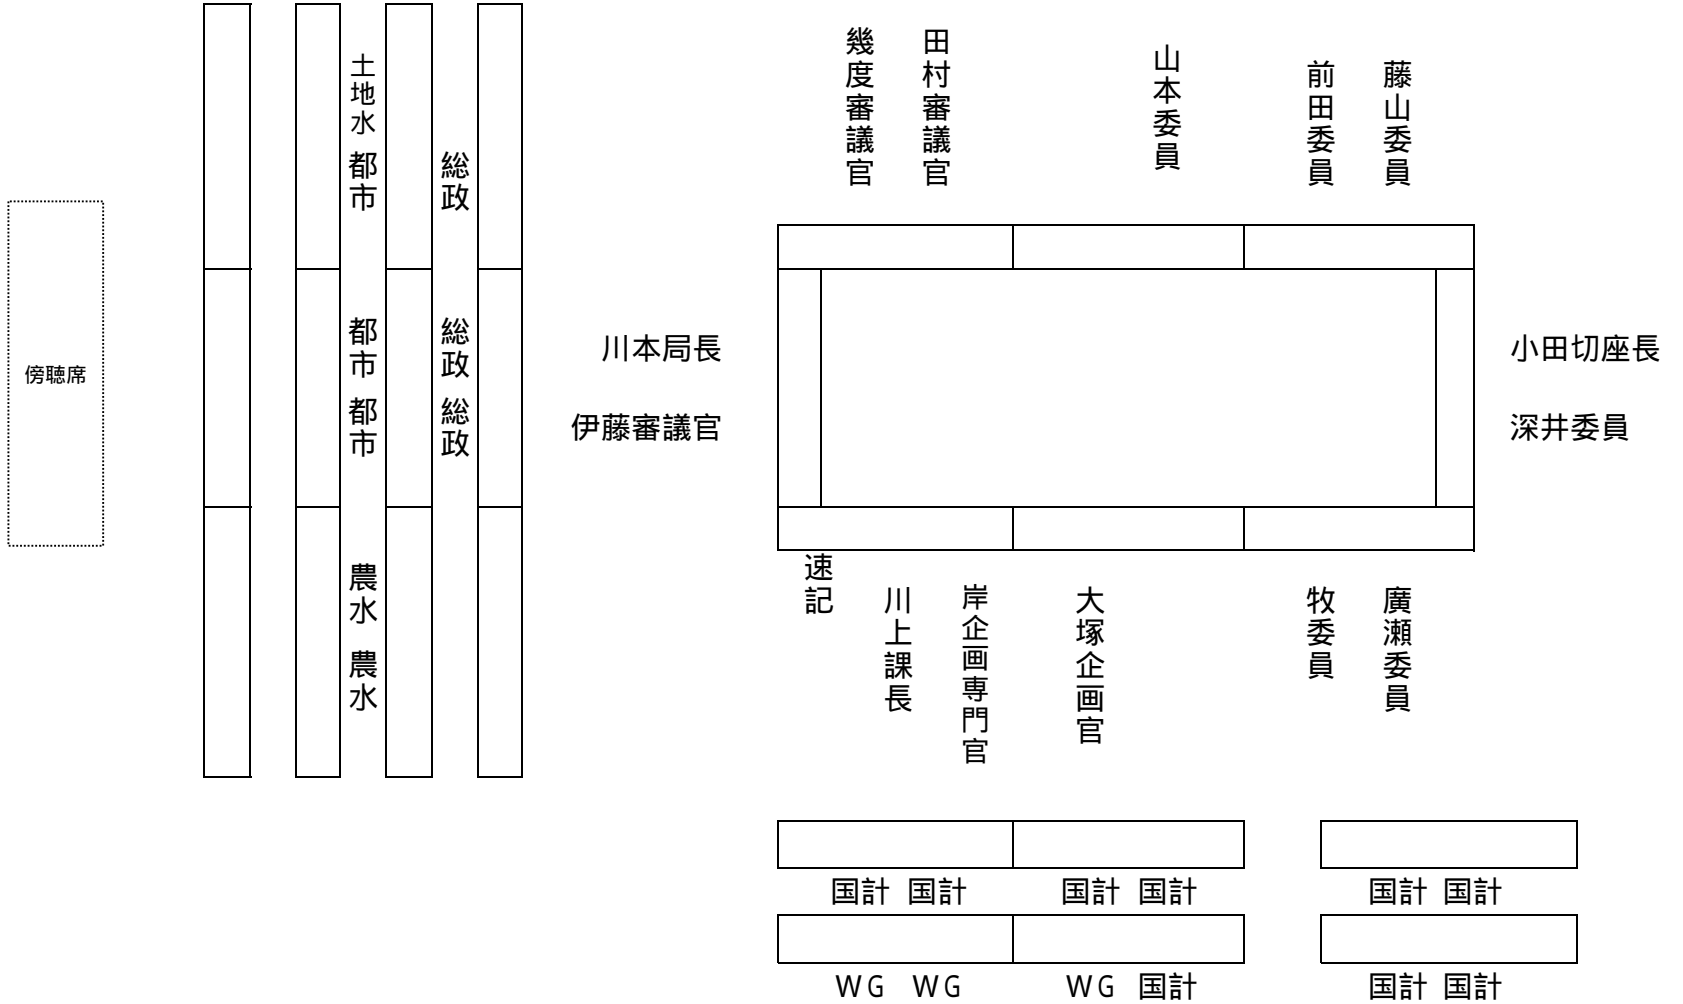 幾度審議官
田村審議官
山本委員
前田委員
藤山委員
土地水
都市
総政
傍聴席
都市
都市
総政
総政
川本局長
伊藤審議官
小田切座長
深井委員
農水
農水
速記
川上課長
岸企画専門官
大塚企画官
牧委員
廣瀬委員
国計 国計 国計 国計 国計 国計
WG WG WG 国計 国計 国計